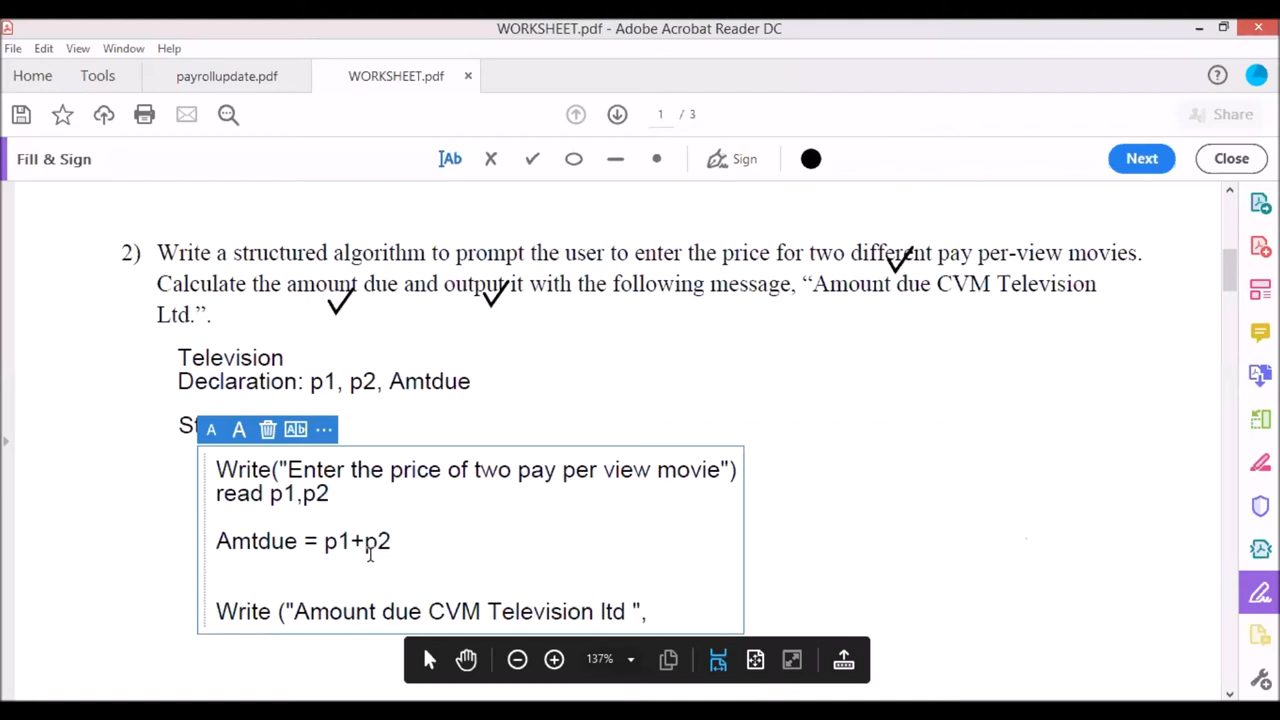 WORKSHEET.pdf - Adobe Acrobat Reader DC
File Edit View Window Help
Home Tools payrollupdate.pdf WORKSHEET.pdf
1 / 3 Share
Fill & Sign Ab Sign Next Close
2) Write a structured algorithm to prompt the user to enter the price for two different pay per-view movies.
Calculate the amount due and output it with the following message, “Amount due CVM Television
Ltd.”.
Television
Declaration: p1, p2, Amtdue
A A Ab
Write("Enter the price of two pay per view movie")
read p1,p2
Amtdue = p1+p2
Write ("Amount due CVM Television ltd ",
137%